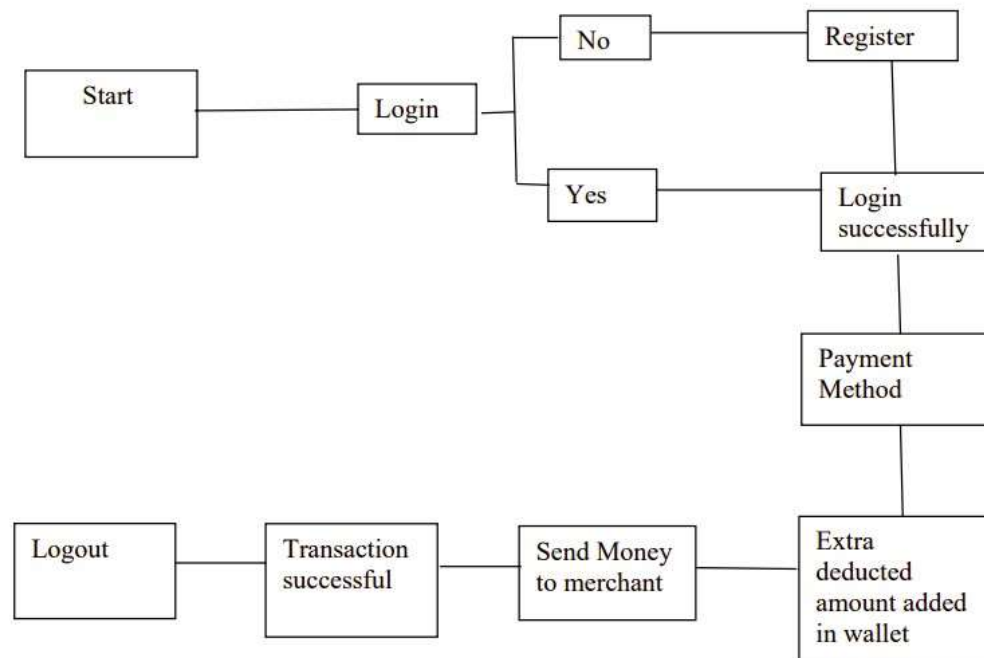 Start
Login
No
Register
Yes
Login
successfully
Payment
Method
Extra
deducted
amount added
in wallet
Send Money
to merchant
Transaction
successful
Logout